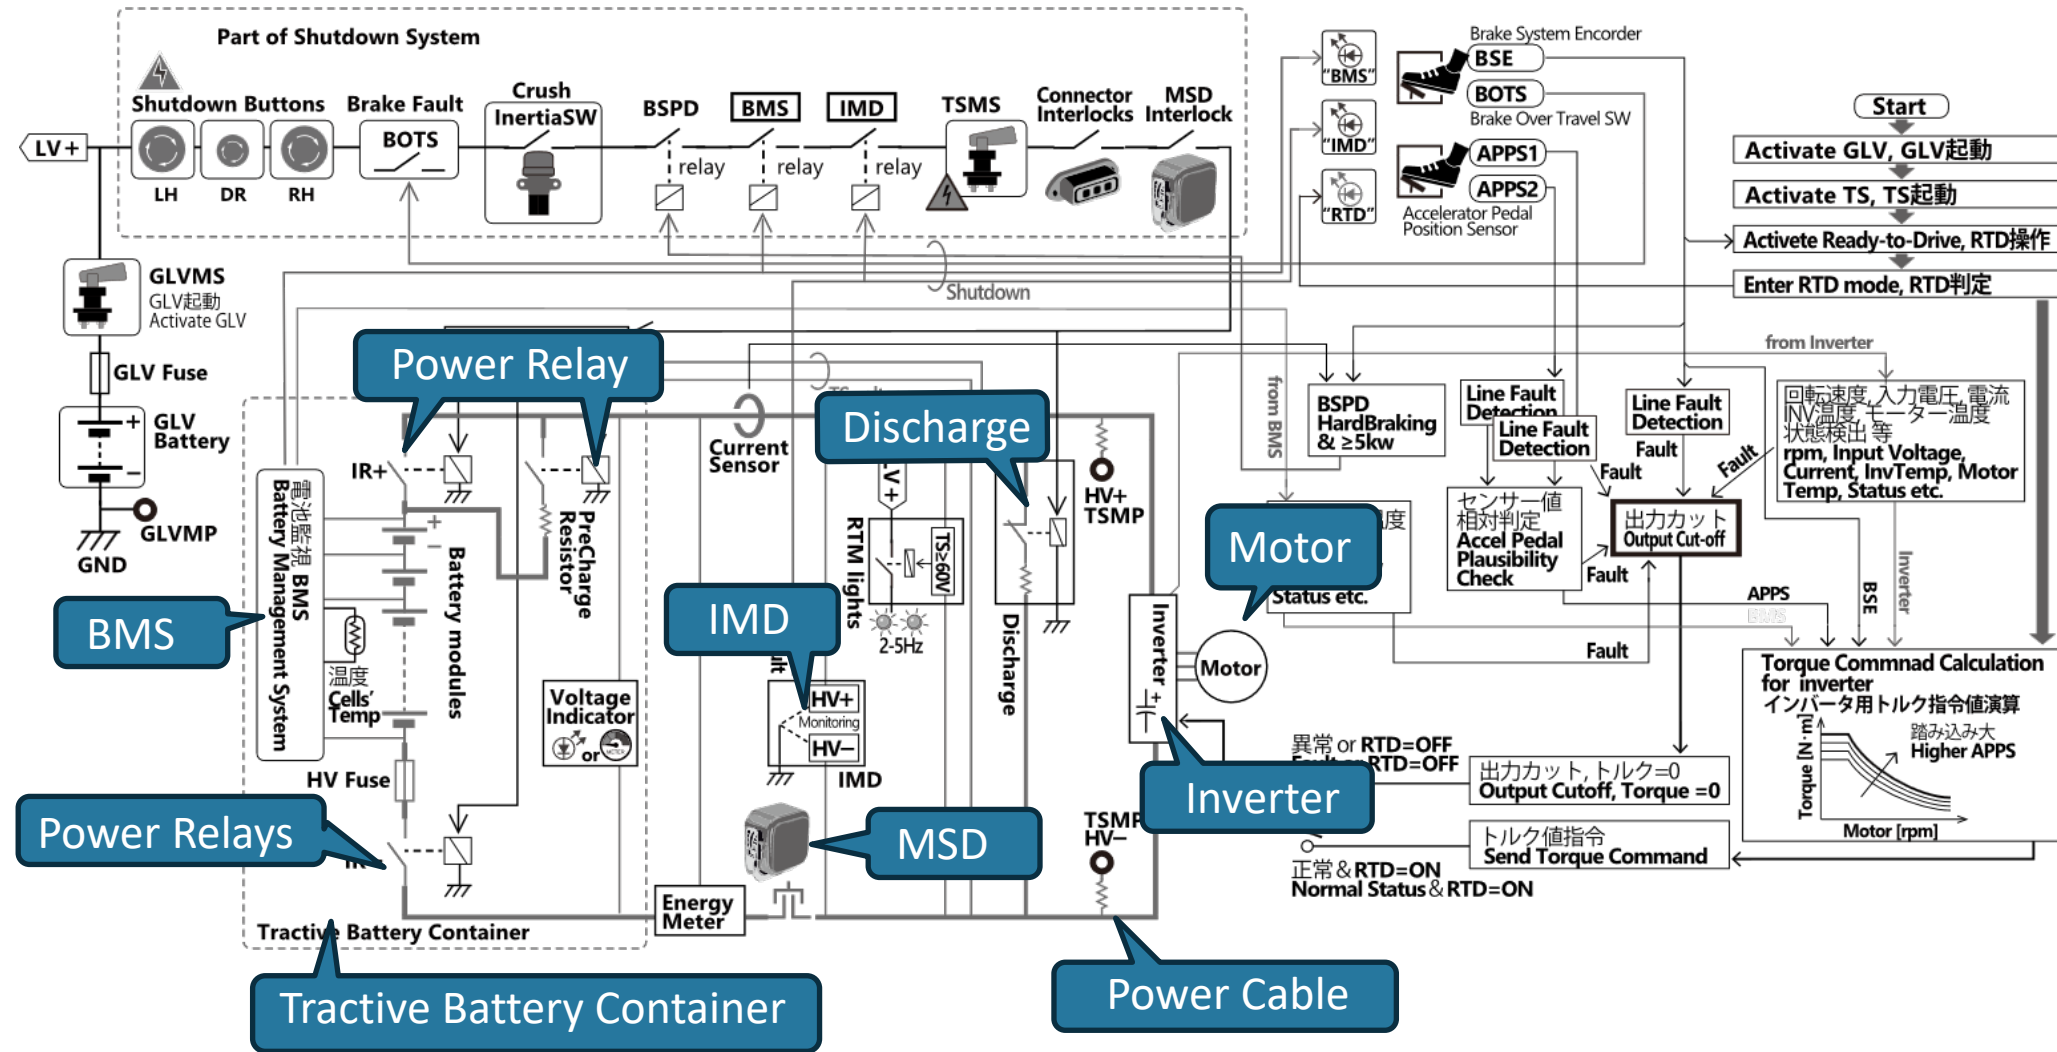 Part of Shutdown System
Shutdown Buttons
Brake Fault
Crush
InertiaSW
BSPD
BMS
IMD
TSMS
Connector
Interlocks
MSD
Interlock
LV+
BOTS
relay
relay
relay
LH
DR
RH
"BMS"
"IMD"
"RTD"
Brake System Encorder
BSE
BOTS
Brake Over Travel SW
APPS1
APPS2
Accelerator Pedal
Position Sensor
Start
Activate GLV, GLV起動
Activate TS, TS起動
Activete Ready-to-Drive, RTD操作
Enter RTD mode, RTD判定
GLVMS
GLV起動
Activate GLV
GLV Fuse
GLV
Battery
+
−
GLVMP
GND
Shutdown
Power Relay
Discharge
from BMS
from Inverter
BSPD
HardBraking
& ≥5kw
Line Fault
Detection
Line Fault
Detection
Line Fault
Detection
Fault
Fault
Fault
回転速度, 入力電圧, 電流
INV温度, モーター温度
状態検出 等
rpm, Input Voltage,
Current, InvTemp, Motor
Temp, Status etc.
Current
Sensor
IR+
電池監視 BMS
Battery Management System
+
−
Battery modules
PreCharge
Resistor
V+
RTM lights
TS≥60V
2-5Hz
Discharge
HV+
TSMP
Motor
温度
Status etc.
センサー値
相対判定
Accel Pedal
Plausibility
Check
Fault
出力カット
Output Cut-off
APPS
BMS
BSE
Inverter
Fault
BMS
IMD
温度
Cells'
Temp
HV Fuse
Voltage
Indicator
or
METER
HV+
Monitoring
HV−
IMD
Inverter
+
Motor
Inverter
Torque Commnad Calculation
for inverter
インバータ用トルク指令値演算
Torque [N·m]
踏み込み大
Higher APPS
Motor [rpm]
異常 or RTD=OFF
Fault or RTD=OFF
出力カット, トルク=0
Output Cutoff, Torque =0
トルク値指令
Send Torque Command
正常 & RTD=ON
Normal Status & RTD=ON
Power Relays
MSD
TSMP
HV−
Energy
Meter
Tractive Battery Container
Tractive Battery Container
Power Cable